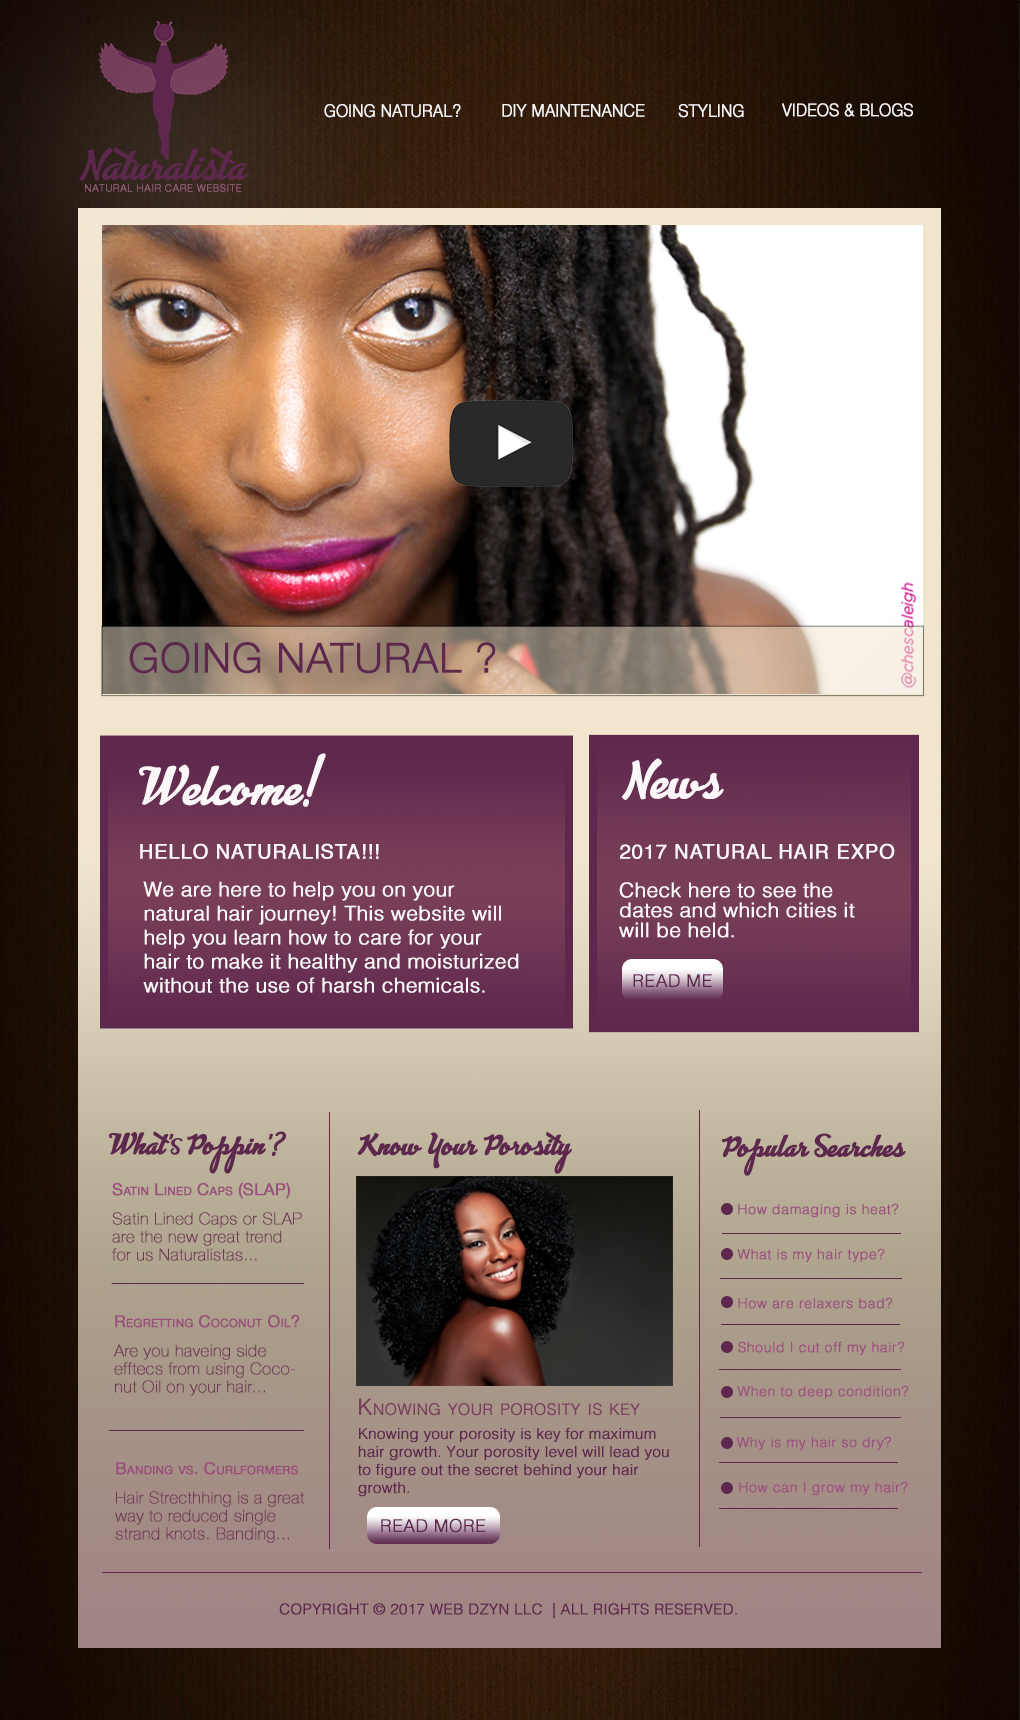 Naturalista
NATURAL HAIR CARE WEBSITE
GOING NATURAL?
DIY MAINTENANCE
STYLING
VIDEOS & BLOGS
@chescaleigh
GOING NATURAL ?
Welcome!
HELLO NATURALISTA!!!
We are here to help you on your
natural hair journey! This website will
help you learn how to care for your
hair to make it healthy and moisturized
without the use of harsh chemicals.
News
2017 NATURAL HAIR EXPO
Check here to see the
dates and which cities it
will be held.
READ ME
What's Poppin'?
SATIN LINED CAPS (SLAP)
Satin Lined Caps or SLAP
are the new great trend
for us Naturalistas...
REGRETTING COCONUT OIL?
Are you haveing side
efftecs from using Coco-
nut Oil on your hair...
BANDING VS. CURLFORMERS
Hair Strecthhing is a great
way to reduced single
strand knots. Banding...
Know Your Porosity
KNOWING YOUR POROSITY IS KEY
Knowing your porosity is key for maximum
hair growth. Your porosity level will lead you
to figure out the secret behind your hair
growth.
READ MORE
Popular Searches
How damaging is heat?
What is my hair type?
How are relaxers bad?
Should I cut off my hair?
When to deep condition?
Why is my hair so dry?
How can I grow my hair?
COPYRIGHT © 2017 WEB DZYN LLC | ALL RIGHTS RESERVED.